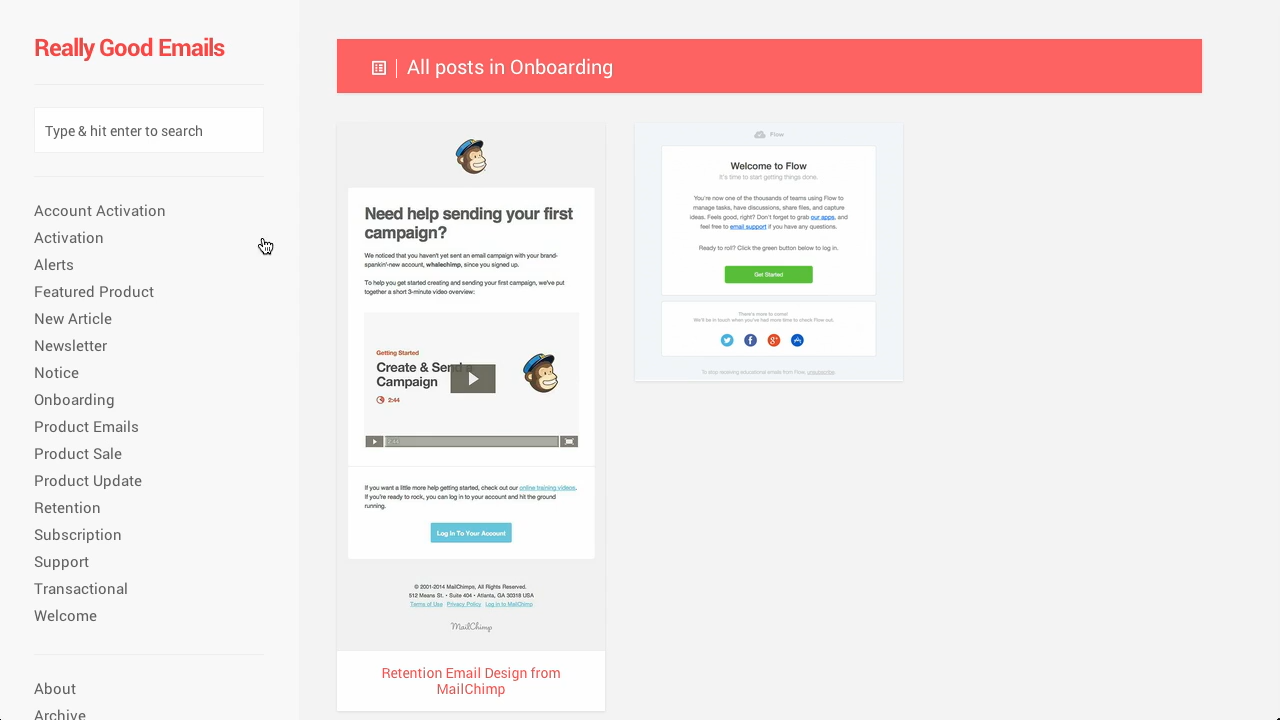 Really Good Emails
Type & hit enter to search
Account Activation
Activation
Alerts
Featured Product
New Article
Newsletter
Notice
Onboarding
Product Emails
Product Sale
Product Update
Retention
Subscription
Support
Transactional
Welcome
About
Archive
All posts in Onboarding
Need help sending your first
campaign?
We noticed that you haven't yet sent an email campaign with your brand-
spankin'-new account, whalechimp, since you signed up.
To help you get started creating and sending your first campaign, we've put
together a short 3-minute video overview:
Getting Started
Create & Send a
Campaign
2:44
2:44
If you want a little more help getting started, check out our online training videos.
If you're ready to rock, you can log in to your account and hit the ground
running.
Log In To Your Account
© 2001-2014 MailChimps, All Rights Reserved.
512 Means St. • Suite 404 • Atlanta, GA 30318 USA
Terms of Use Privacy Policy Log in to MailChimp
MailChimp
Retention Email Design from
MailChimp
Flow
Welcome to Flow
It's time to start getting things done.
You're now one of the thousands of teams using Flow to
manage tasks, have discussions, share files, and capture
ideas. Feels good, right? Don't forget to grab our apps, and
feel free to email support if you have any questions.
Ready to roll? Click the green button below to log in.
Get Started
There's more to come!
We'll be in touch when you've had more time to check Flow out.
To stop receiving educational emails from Flow, unsubscribe.